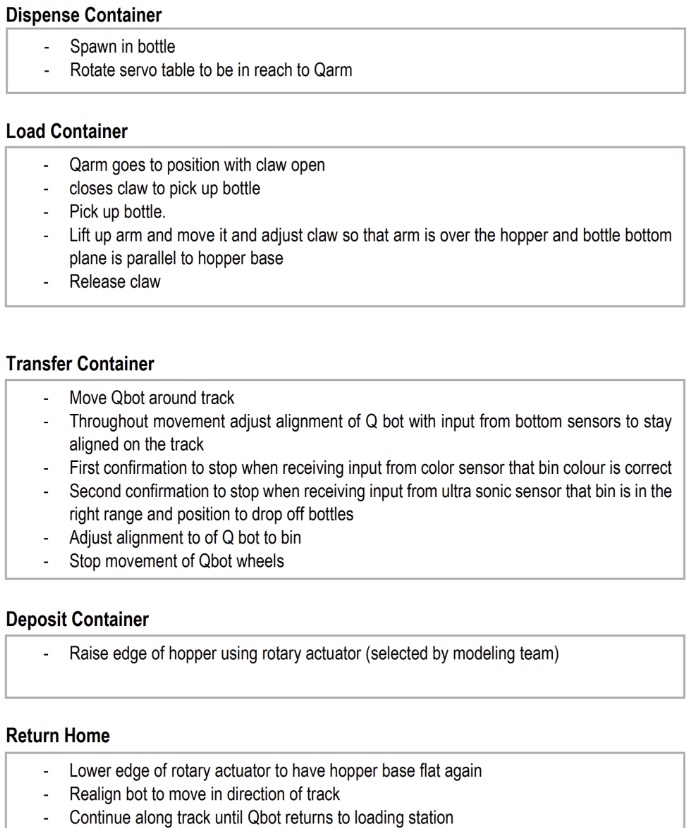 Dispense Container
- Spawn in bottle
- Rotate servo table to be in reach to Qarm
Load Container
- Qarm goes to position with claw open
- closes claw to pick up bottle
- Pick up bottle.
- Lift up arm and move it and adjust claw so that arm is over the hopper and bottle bottom
plane is parallel to hopper base
- Release claw
Transfer Container
- Move Qbot around track
- Throughout movement adjust alignment of Q bot with input from bottom sensors to stay
aligned on the track
- First confirmation to stop when receiving input from color sensor that bin colour is correct
- Second confirmation to stop when receiving input from ultra sonic sensor that bin is in the
right range and position to drop off bottles
- Adjust alignment to of Q bot to bin
- Stop movement of Qbot wheels
Deposit Container
- Raise edge of hopper using rotary actuator (selected by modeling team)
Return Home
- Lower edge of rotary actuator to have hopper base flat again
- Realign bot to move in direction of track
- Continue along track until Qbot returns to loading station